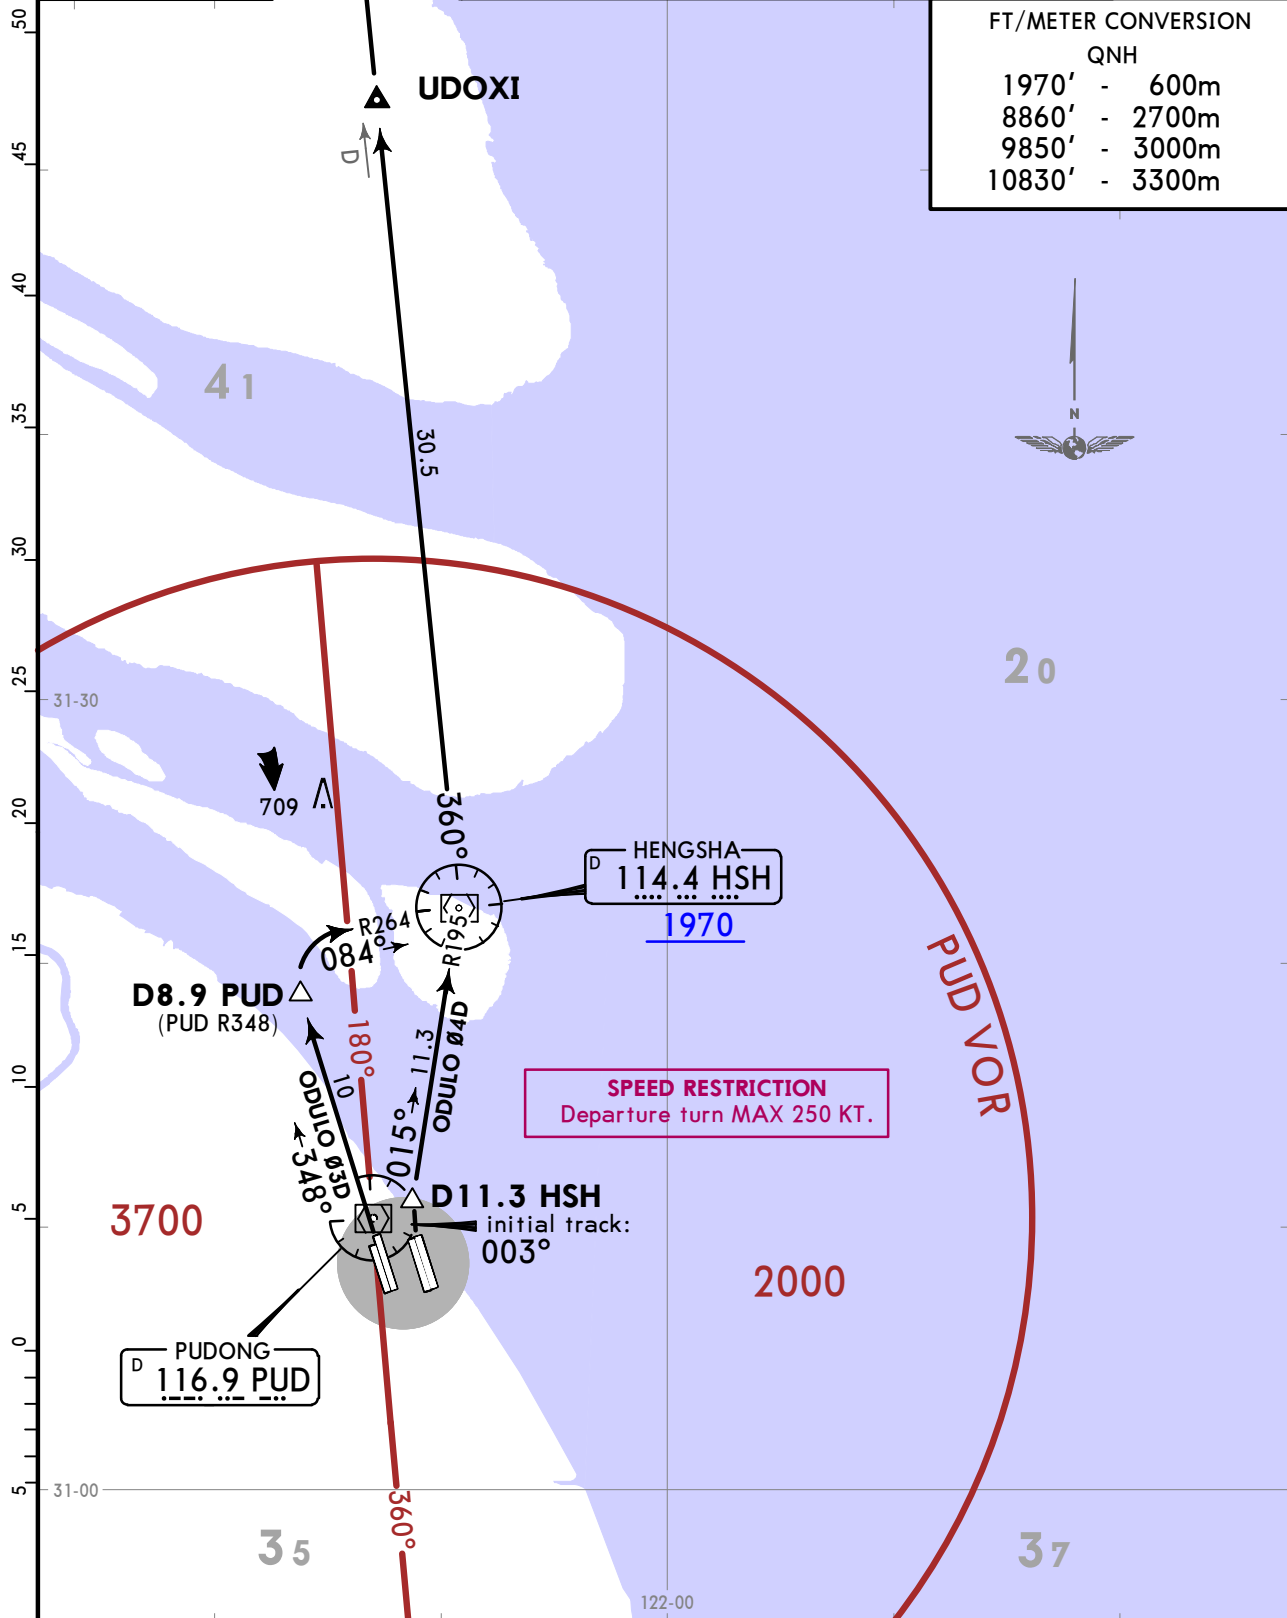 50
45
40
35
30
25
20
15
10
5
0
5
FT/METER CONVERSION
QNH
1970' - 600m
8860' - 2700m
9850' - 3000m
10830' - 3300m
UDOXI
D
41
30.5
N
20
31-30
709
360°
HENGSHA
D 114.4 HSH
1970
R264
084°
R195°
D8.9 PUD
(PUD R348)
180°
PUD VOR
10
ODULO Ø3D
348°
11.3
015°
ODULO Ø4D
SPEED RESTRICTION
Departure turn MAX 250 KT.
D11.3 HSH
initial track:
003°
3700
2000
PUDONG
D 116.9 PUD
31-00
360°
35
37
122-00